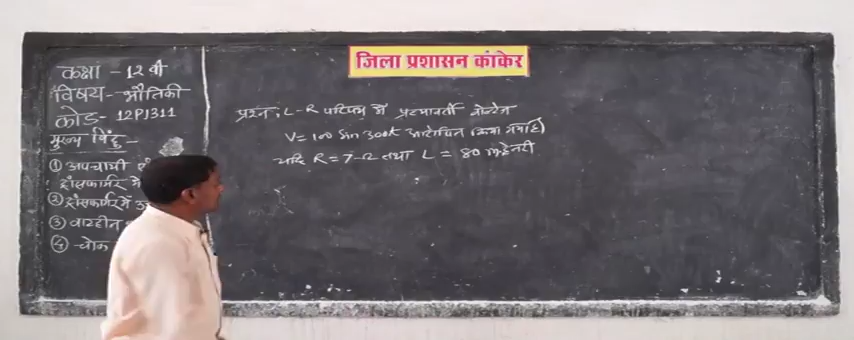 जिला प्रशासन कांकेर
कक्षा - 12 वीं
विषय - भौतिकी
कोड - 12P1311
मुख्य बिंदु -
① अपचायी
ट्रांसफार्मर में
② ट्रांसफार्मर में
③
④ चोक
प्रश्न: L-R परिपथ में प्रत्यावर्ती वोल्टेज
V = 100 Sin 300t आरोपित किया गया है।
यदि R = 7Ω तथा L = 80 मि.हेनरी